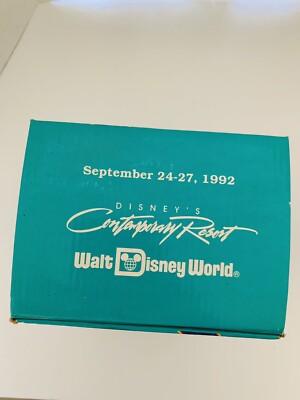 September 24-27, 1992
DISNEY'S
Contemporary Resort
Walt Disney World®